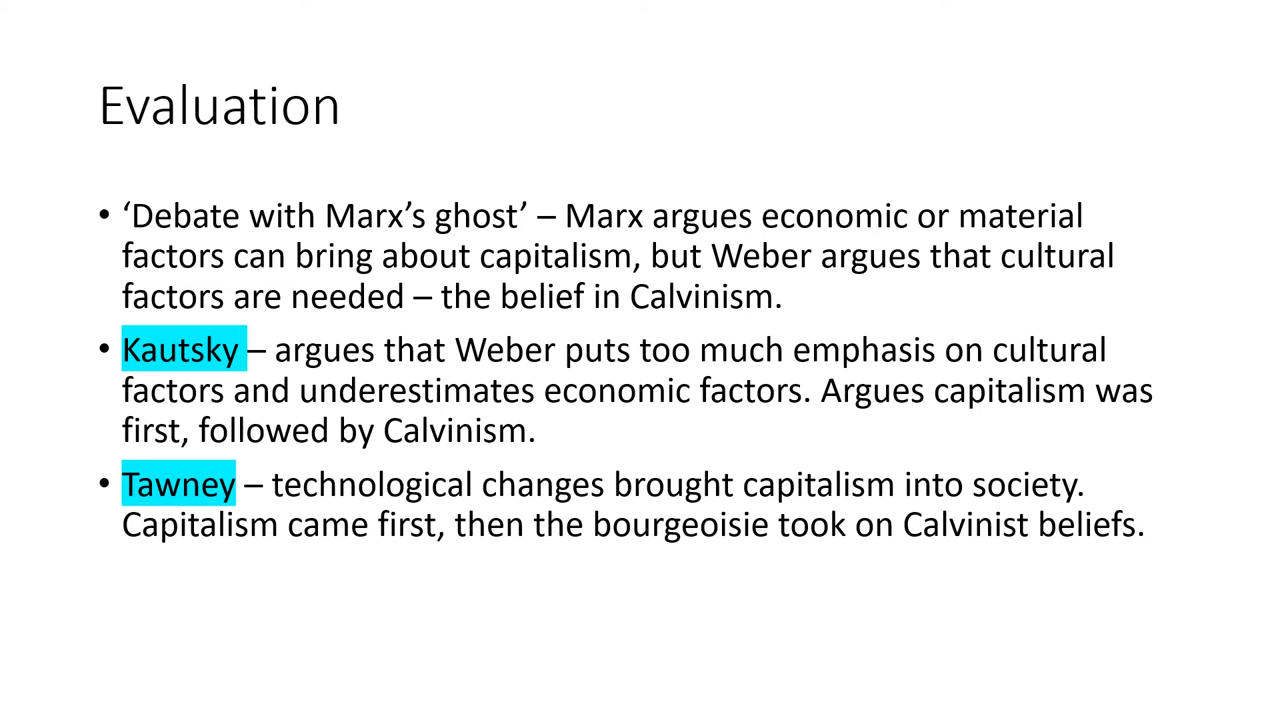 Evaluation
• ‘Debate with Marx’s ghost’ – Marx argues economic or material
factors can bring about capitalism, but Weber argues that cultural
factors are needed – the belief in Calvinism.
• Kautsky – argues that Weber puts too much emphasis on cultural
factors and underestimates economic factors. Argues capitalism was
first, followed by Calvinism.
• Tawney – technological changes brought capitalism into society.
Capitalism came first, then the bourgeoisie took on Calvinist beliefs.